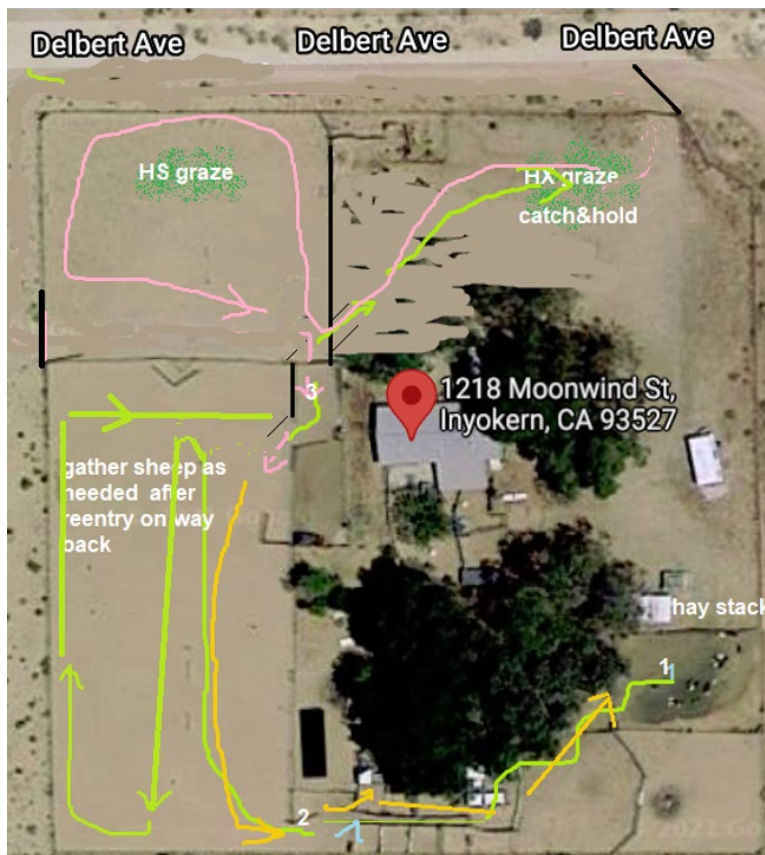 Delbert Ave
Delbert Ave
Delbert Ave
HS graze
HX graze
catch&hold
3
1218 Moonwind St,
Inyokern, CA 93527
gather sheep as
needed after
reentry on way
back
hay stack
1
2